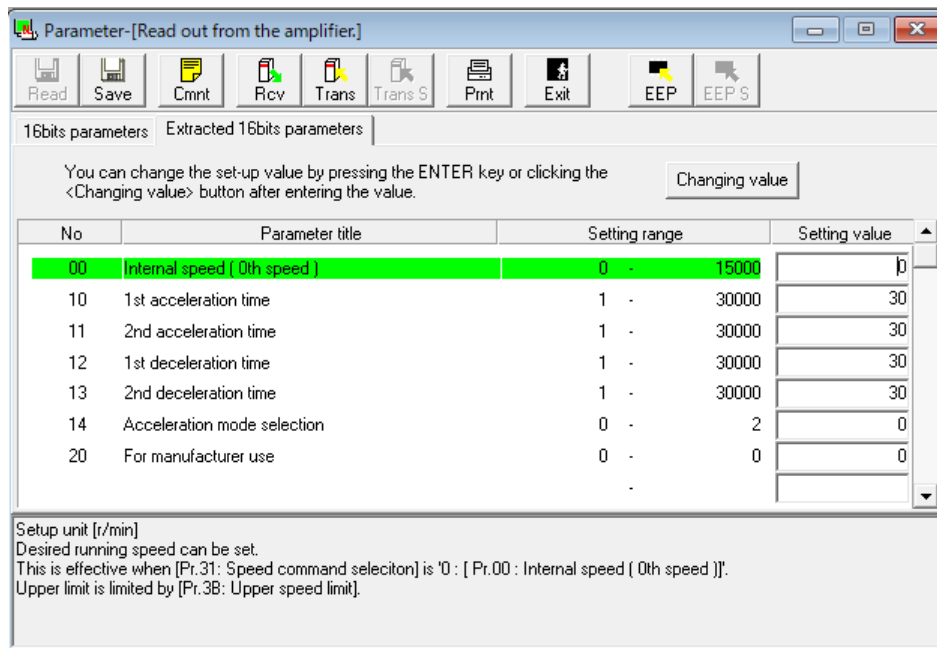 Parameter-[Read out from the amplifier.]
Read Save Cmnt Rcv Trans Trans S Prnt Exit EEP EEP S
16bits parameters Extracted 16bits parameters
You can change the set-up value by pressing the ENTER key or clicking the
<Changing value> button after entering the value.
Changing value
No Parameter title Setting range Setting value
00 Internal speed ( 0th speed ) 0 - 15000 0
10 1st acceleration time 1 - 30000 30
11 2nd acceleration time 1 - 30000 30
12 1st deceleration time 1 - 30000 30
13 2nd deceleration time 1 - 30000 30
14 Acceleration mode selection 0 - 2 0
20 For manufacturer use 0 - 0 0
-
Setup unit [r/min]
Desired running speed can be set.
This is effective when [Pr.31: Speed command seleciton] is '0 : [ Pr.00 : Internal speed ( 0th speed )]'.
Upper limit is limited by [Pr.3B: Upper speed limit].